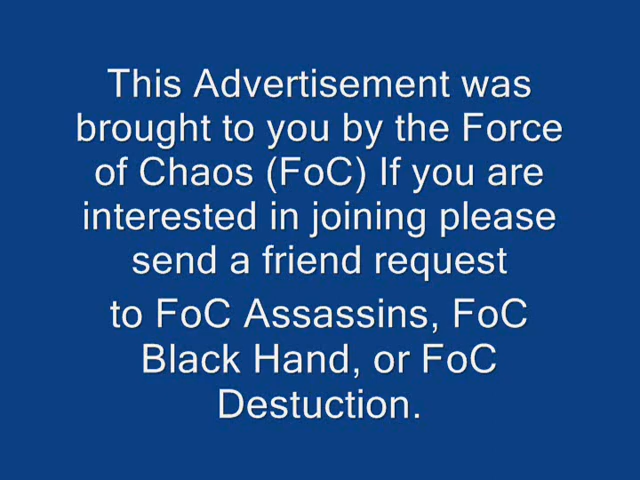 This Advertisement was
brought to you by the Force
of Chaos (FoC) If you are
interested in joining please
send a friend request
to FoC Assassins, FoC
Black Hand, or FoC
Destuction.